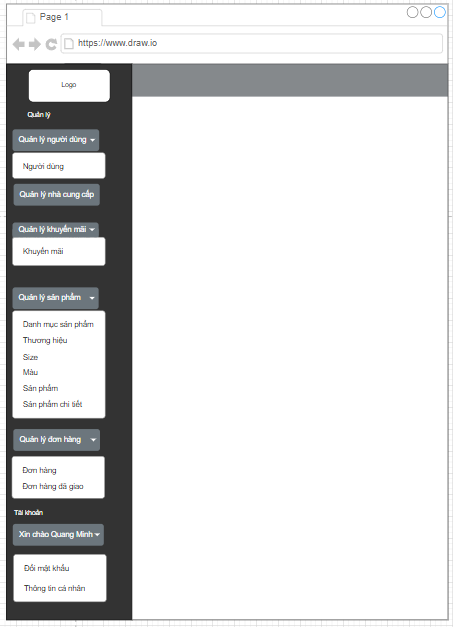 Page 1
https://www.draw.io
Logo
Quản lý
Quản lý người dùng
Người dùng
Quản lý nhà cung cấp
Quản lý khuyến mãi
Khuyến mãi
Quản lý sản phẩm
Danh mục sản phẩm
Thương hiệu
Size
Màu
Sản phẩm
Sản phẩm chi tiết
Quản lý đơn hàng
Đơn hàng
Đơn hàng đã giao
Tài khoản
Xin chào Quang Minh
Đổi mật khẩu
Thông tin cá nhân